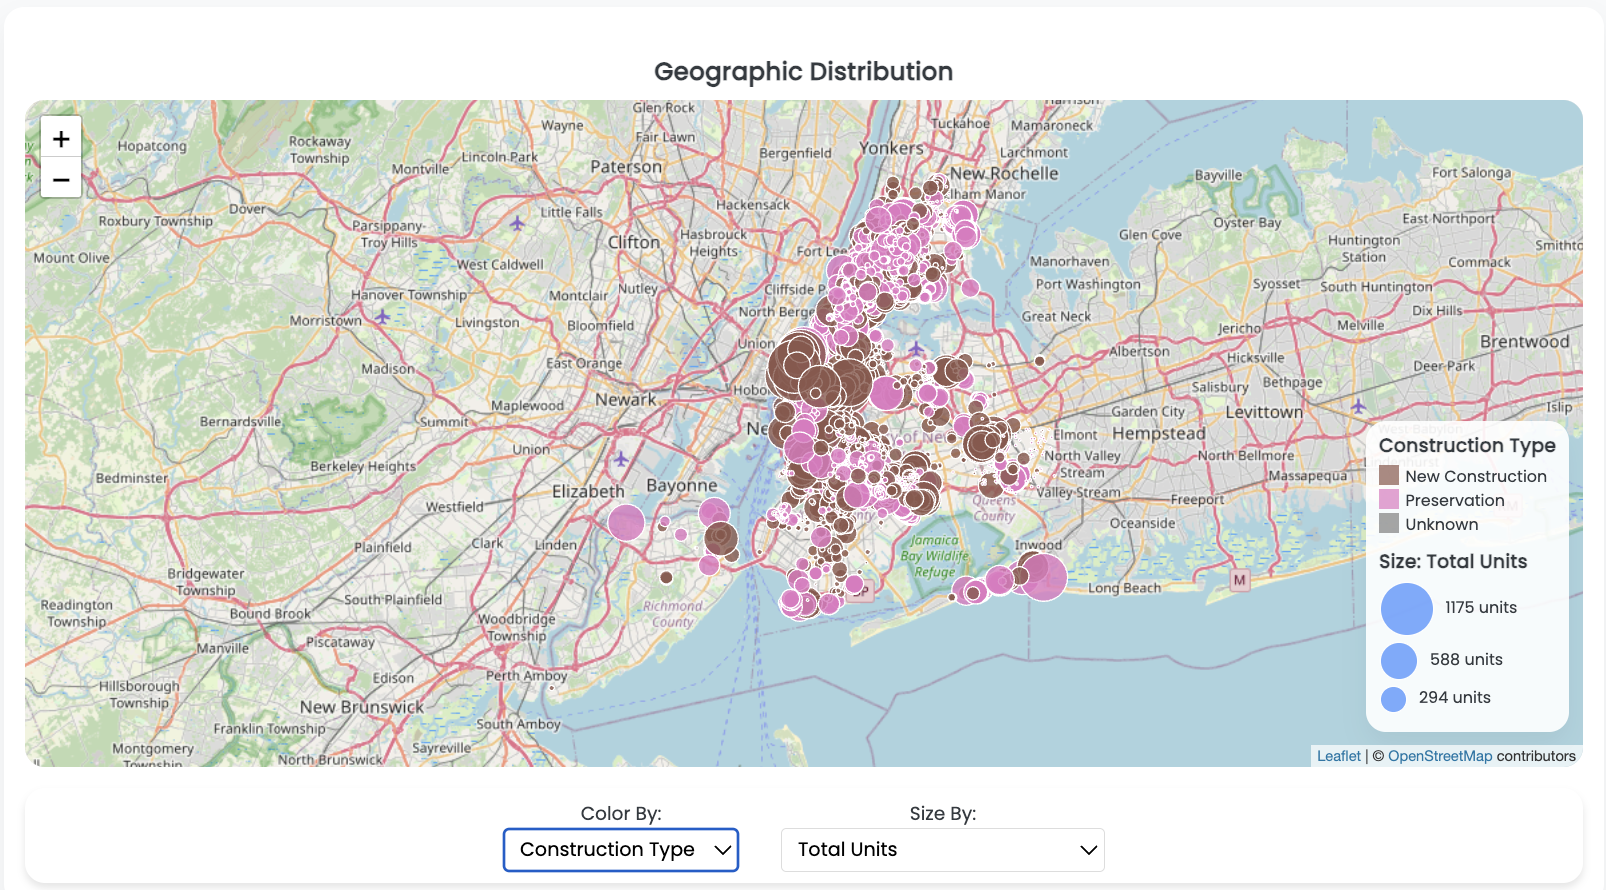 Geographic Distribution
+
−
Hopatcong
Roxbury Township
Dover
Mount Olive
Rockaway
Township
Montville
Lincoln Park
Wayne
Glen Rock
Fair Lawn
Paterson
Bergenfield
Yonkers
Tuckahoe
Mamaroneck
Larchmont
New Rochelle
lham Manor
Hackensack
Little Falls
Parsippany-
Troy Hills
Clifton
Hasbrouck
Heights
Fort Lee
West Caldwell
Hanover Township
Montclair
Nutley
Cliffside P
North Berge
Morristown
Livingston
Bloomfield
Union
East Orange
Madison
Hobo
Newark
Maplewood
Bernardsville
Summit
Ne
of Ne
Union
Berkeley Heights
Bedminster
Elizabeth
Bayonne
Westfield
Plainfield
Clark
Linden
Bridgewater
Township
South Plainfield
Readington
Township
Bound Brook
Woodbridge
Township
Richmond
County
Manville
Piscataway
Edison
Perth Amboy
Hillsborough
Township
New Brunswick
South Amboy
Franklin Township
Sayreville
Montgomery
Township
North Brunswick
Bayville
Fort Salonga
Oyster Bay
East Northport
Glen Cove
Huntington
Station
Smithto
Commack
Manorhaven
Port Washington
Syosset
South Huntington
Great Neck
Dix Hills
Jericho
Melville
Albertson
Hicksville
Brentwood
Deer Park
Salisbury
Bethpage
Garden City
Levittown
Islip
Elmont
Hempstead
West Babylon
North Valley
Stream
North Bellmore
Massapequa
Valley Stream
Freeport
Queens
County
Oceanside
Jamaica
Bay Wildlife
Refuge
Inwood
Long Beach
M
Construction Type
New Construction
Preservation
Unknown
Size: Total Units
1175 units
588 units
294 units
Leaflet | © OpenStreetMap contributors
Color By:
Size By:
Construction Type
Total Units